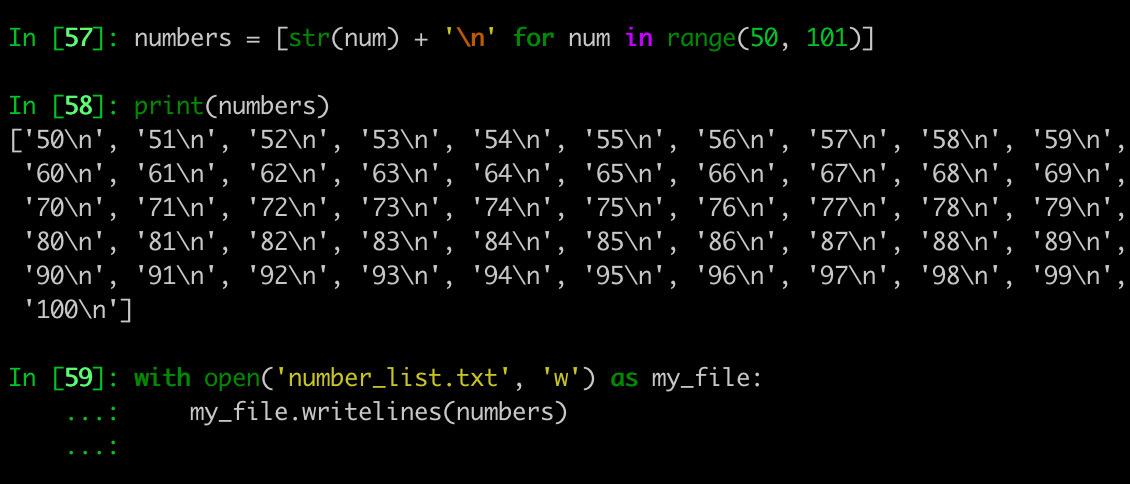 In [57]: numbers = [str(num) + '\n' for num in range(50, 101)]
In [58]: print(numbers)
['50\n', '51\n', '52\n', '53\n', '54\n', '55\n', '56\n', '57\n', '58\n', '59\n',
'60\n', '61\n', '62\n', '63\n', '64\n', '65\n', '66\n', '67\n', '68\n', '69\n',
'70\n', '71\n', '72\n', '73\n', '74\n', '75\n', '76\n', '77\n', '78\n', '79\n',
'80\n', '81\n', '82\n', '83\n', '84\n', '85\n', '86\n', '87\n', '88\n', '89\n',
'90\n', '91\n', '92\n', '93\n', '94\n', '95\n', '96\n', '97\n', '98\n', '99\n',
'100\n']
In [59]: with open('number_list.txt', 'w') as my_file:
...:     my_file.writelines(numbers)
...: